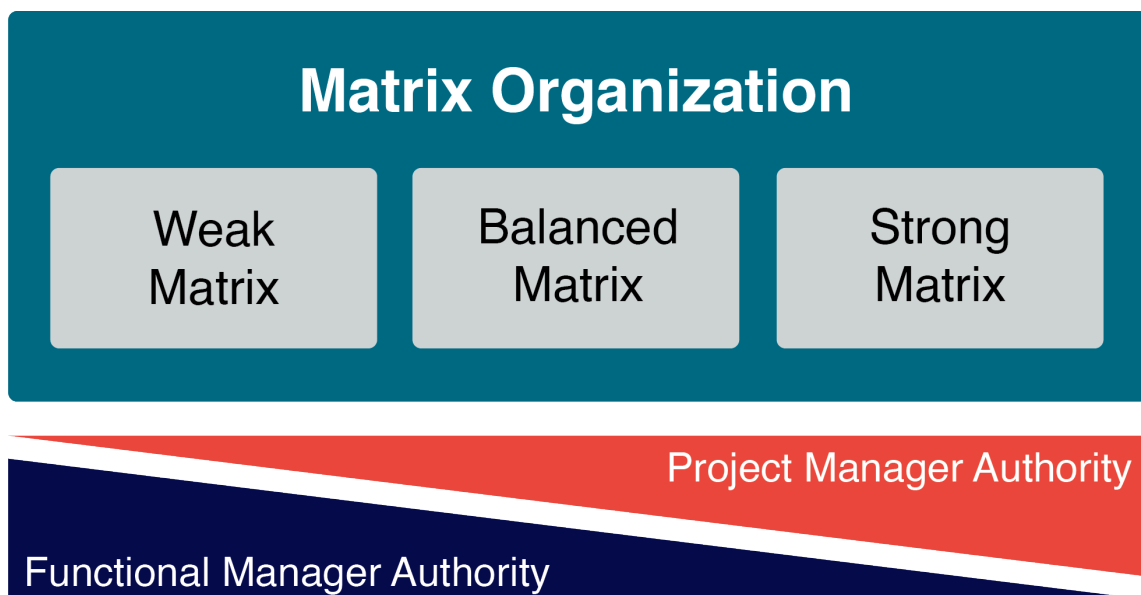 Matrix Organization
Weak
Matrix
Balanced
Matrix
Strong
Matrix
Project Manager Authority
Functional Manager Authority